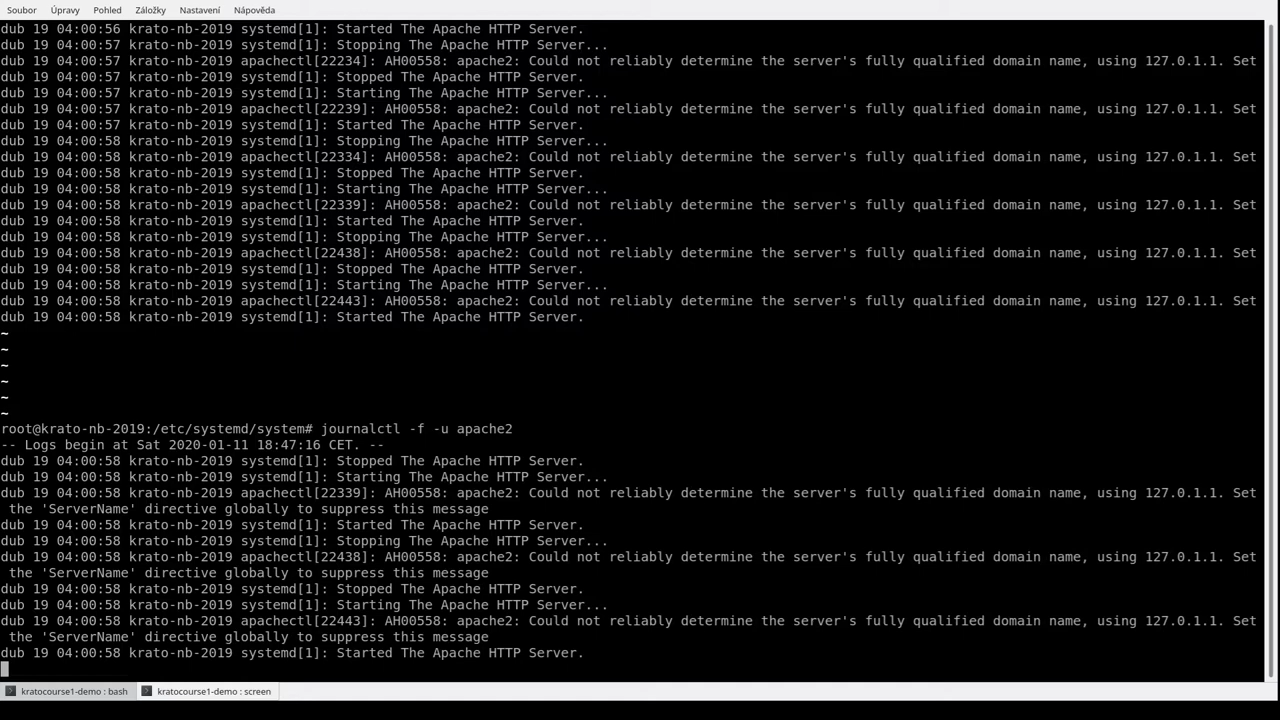 Soubor Úpravy Pohled Záložky Nastavení Nápověda
dub 19 04:00:56 krato-nb-2019 systemd[1]: Started The Apache HTTP Server.
dub 19 04:00:57 krato-nb-2019 systemd[1]: Stopping The Apache HTTP Server...
dub 19 04:00:57 krato-nb-2019 apachectl[22234]: AH00558: apache2: Could not reliably determine the server's fully qualified domain name, using 127.0.1.1. Set
dub 19 04:00:57 krato-nb-2019 systemd[1]: Stopped The Apache HTTP Server.
dub 19 04:00:57 krato-nb-2019 systemd[1]: Starting The Apache HTTP Server...
dub 19 04:00:57 krato-nb-2019 apachectl[22239]: AH00558: apache2: Could not reliably determine the server's fully qualified domain name, using 127.0.1.1. Set
dub 19 04:00:57 krato-nb-2019 systemd[1]: Started The Apache HTTP Server.
dub 19 04:00:58 krato-nb-2019 systemd[1]: Stopping The Apache HTTP Server...
dub 19 04:00:58 krato-nb-2019 apachectl[22334]: AH00558: apache2: Could not reliably determine the server's fully qualified domain name, using 127.0.1.1. Set
dub 19 04:00:58 krato-nb-2019 systemd[1]: Stopped The Apache HTTP Server.
dub 19 04:00:58 krato-nb-2019 systemd[1]: Starting The Apache HTTP Server...
dub 19 04:00:58 krato-nb-2019 apachectl[22339]: AH00558: apache2: Could not reliably determine the server's fully qualified domain name, using 127.0.1.1. Set
dub 19 04:00:58 krato-nb-2019 systemd[1]: Started The Apache HTTP Server.
dub 19 04:00:58 krato-nb-2019 systemd[1]: Stopping The Apache HTTP Server...
dub 19 04:00:58 krato-nb-2019 apachectl[22438]: AH00558: apache2: Could not reliably determine the server's fully qualified domain name, using 127.0.1.1. Set
dub 19 04:00:58 krato-nb-2019 systemd[1]: Stopped The Apache HTTP Server.
dub 19 04:00:58 krato-nb-2019 systemd[1]: Starting The Apache HTTP Server...
dub 19 04:00:58 krato-nb-2019 apachectl[22443]: AH00558: apache2: Could not reliably determine the server's fully qualified domain name, using 127.0.1.1. Set
dub 19 04:00:58 krato-nb-2019 systemd[1]: Started The Apache HTTP Server.
~
~
~
~
~
~
root@krato-nb-2019:/etc/systemd/system# journalctl -f -u apache2
-- Logs begin at Sat 2020-01-11 18:47:16 CET. --
dub 19 04:00:58 krato-nb-2019 systemd[1]: Stopped The Apache HTTP Server.
dub 19 04:00:58 krato-nb-2019 systemd[1]: Starting The Apache HTTP Server...
dub 19 04:00:58 krato-nb-2019 apachectl[22339]: AH00558: apache2: Could not reliably determine the server's fully qualified domain name, using 127.0.1.1. Set
the 'ServerName' directive globally to suppress this message
dub 19 04:00:58 krato-nb-2019 systemd[1]: Started The Apache HTTP Server.
dub 19 04:00:58 krato-nb-2019 systemd[1]: Stopping The Apache HTTP Server...
dub 19 04:00:58 krato-nb-2019 apachectl[22438]: AH00558: apache2: Could not reliably determine the server's fully qualified domain name, using 127.0.1.1. Set
the 'ServerName' directive globally to suppress this message
dub 19 04:00:58 krato-nb-2019 systemd[1]: Stopped The Apache HTTP Server.
dub 19 04:00:58 krato-nb-2019 systemd[1]: Starting The Apache HTTP Server...
dub 19 04:00:58 krato-nb-2019 apachectl[22443]: AH00558: apache2: Could not reliably determine the server's fully qualified domain name, using 127.0.1.1. Set
the 'ServerName' directive globally to suppress this message
dub 19 04:00:58 krato-nb-2019 systemd[1]: Started The Apache HTTP Server.
kratocourse1-demo : bash kratocourse1-demo : screen